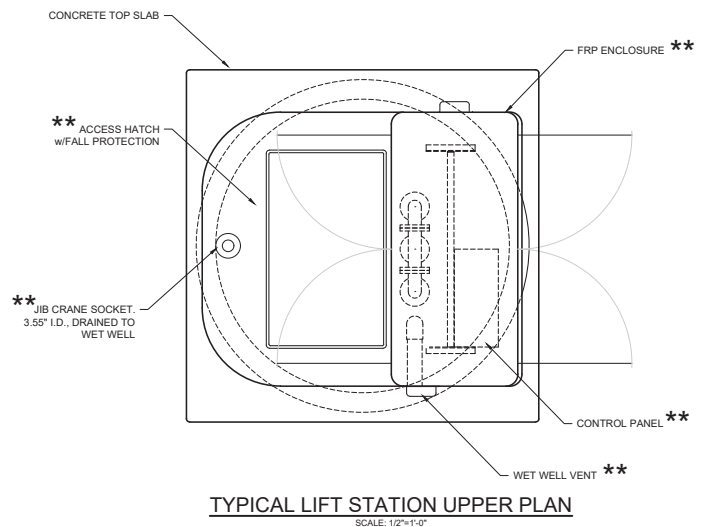 CONCRETE TOP SLAB
FRP ENCLOSURE **
** ACCESS HATCH
w/FALL PROTECTION
**JIB CRANE SOCKET.
3.55" I.D., DRAINED TO
WET WELL
CONTROL PANEL **
WET WELL VENT **
TYPICAL LIFT STATION UPPER PLAN
SCALE: 1/2"=1'-0"